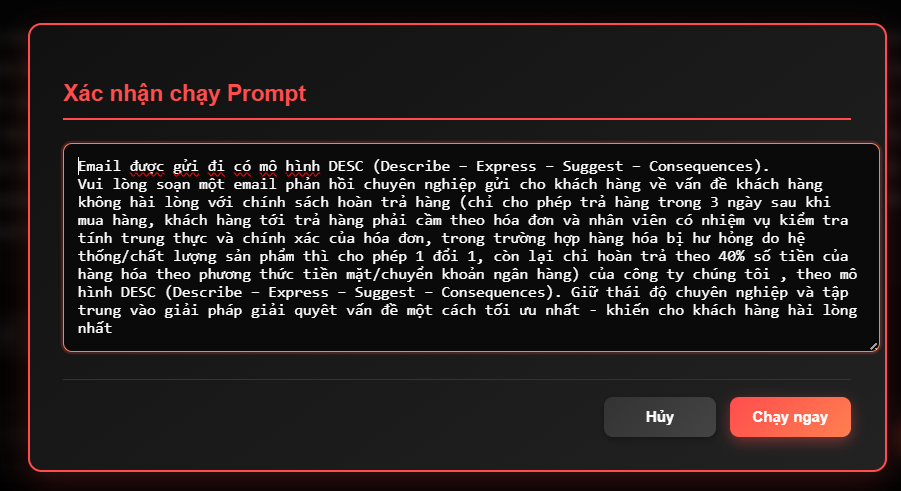 Xác nhận chạy Prompt
Email được gửi đi có mô hình DESC (Describe – Express – Suggest – Consequences).
Vui lòng soạn một email phản hồi chuyên nghiệp gửi cho khách hàng về vấn đề khách hàng
không hài lòng với chính sách hoàn trả hàng (chỉ cho phép trả hàng trong 3 ngày sau khi
mua hàng, khách hàng tới trả hàng phải cầm theo hóa đơn và nhân viên có nhiệm vụ kiểm tra
tính trung thực và chính xác của hóa đơn, trong trường hợp hàng hóa bị hư hỏng do hệ
thống/chất lượng sản phẩm thì cho phép 1 đổi 1, còn lại chỉ hoàn trả theo 40% số tiền của
hàng hóa theo phương thức tiền mặt/chuyển khoản ngân hàng) của công ty chúng tôi , theo mô
hình DESC (Describe – Express – Suggest – Consequences). Giữ thái độ chuyên nghiệp và tập
trung vào giải pháp giải quyết vấn đề một cách tối ưu nhất - khiến cho khách hàng hài lòng
nhất
Hủy
Chạy ngay